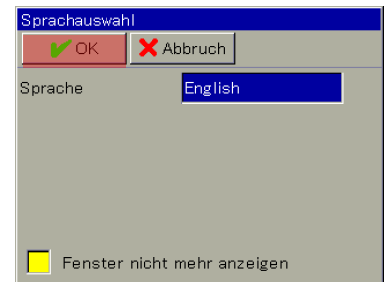 Sprachauswahl
OK Abbruch
Sprache English
Fenster nicht mehr anzeigen